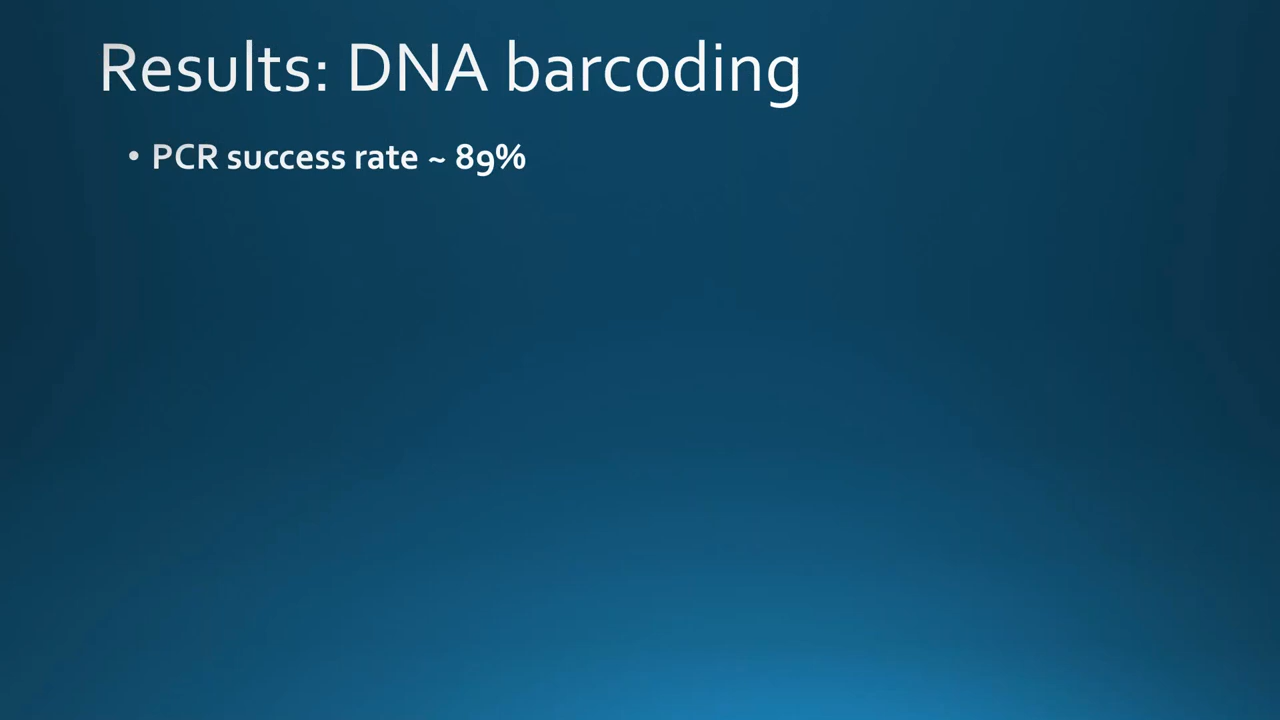 Results: DNA barcoding
• PCR success rate ~ 89%